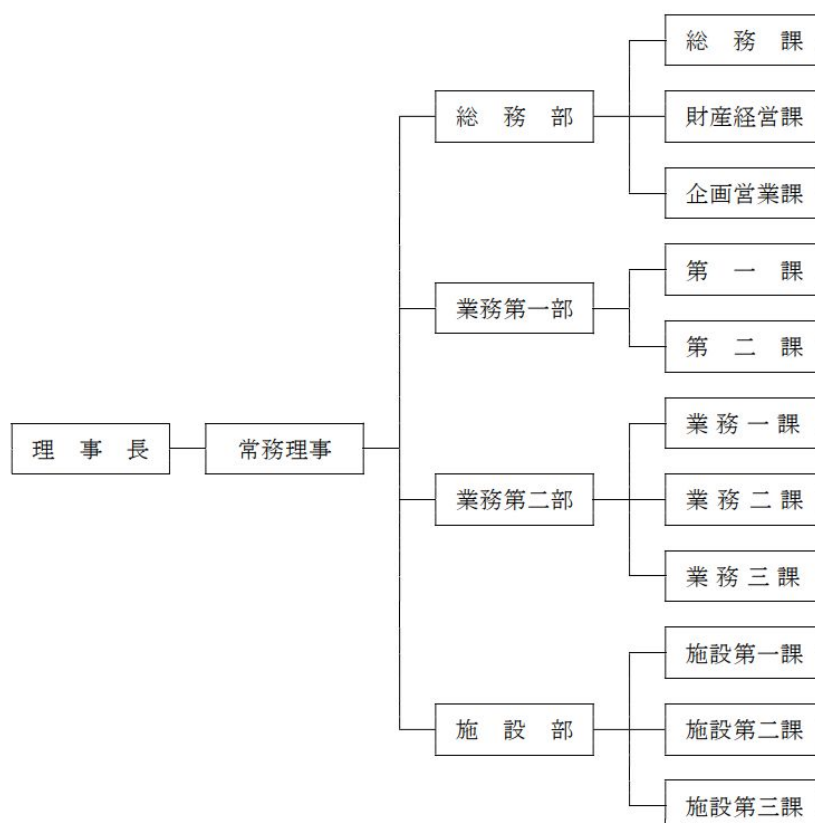 理事長
常務理事
総務部
総務課
財産経営課
企画営業課
業務第一部
第一課
第二課
業務第二部
業務一課
業務二課
業務三課
施設部
施設第一課
施設第二課
施設第三課